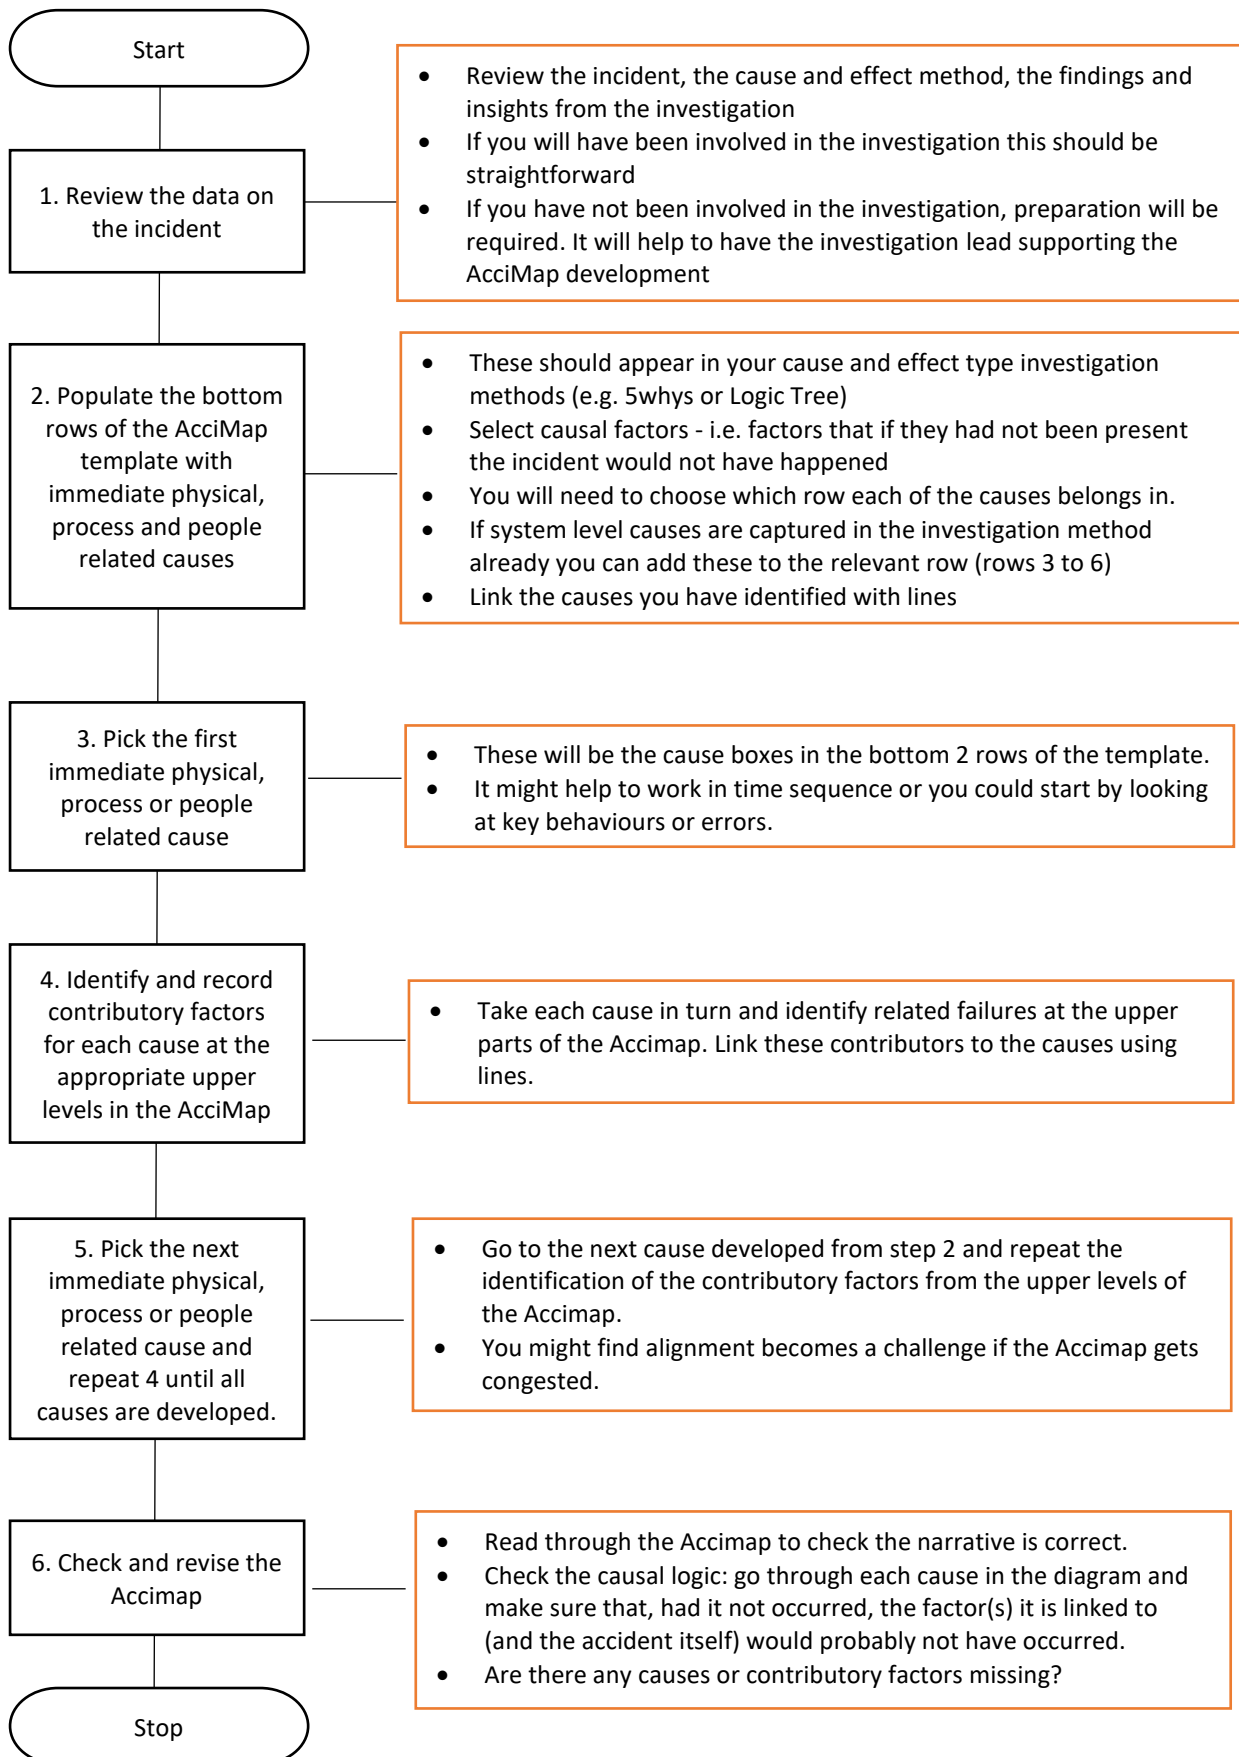 Start
• Review the incident, the cause and effect method, the findings and
insights from the investigation
• If you will have been involved in the investigation this should be
straightforward
• If you have not been involved in the investigation, preparation will be
required. It will help to have the investigation lead supporting the
AcciMap development
1. Review the data on
the incident
• These should appear in your cause and effect type investigation
methods (e.g. 5whys or Logic Tree)
• Select causal factors - i.e. factors that if they had not been present
the incident would not have happened
• You will need to choose which row each of the causes belongs in.
• If system level causes are captured in the investigation method
already you can add these to the relevant row (rows 3 to 6)
• Link the causes you have identified with lines
2. Populate the bottom
rows of the AcciMap
template with
immediate physical,
process and people
related causes
3. Pick the first
immediate physical,
process or people
related cause
• These will be the cause boxes in the bottom 2 rows of the template.
• It might help to work in time sequence or you could start by looking
at key behaviours or errors.
4. Identify and record
contributory factors
for each cause at the
appropriate upper
levels in the AcciMap
• Take each cause in turn and identify related failures at the upper
parts of the Accimap. Link these contributors to the causes using
lines.
5. Pick the next
immediate physical,
process or people
related cause and
repeat 4 until all
causes are developed.
• Go to the next cause developed from step 2 and repeat the
identification of the contributory factors from the upper levels of
the Accimap.
• You might find alignment becomes a challenge if the Accimap gets
congested.
6. Check and revise the
Accimap
• Read through the Accimap to check the narrative is correct.
• Check the causal logic: go through each cause in the diagram and
make sure that, had it not occurred, the factor(s) it is linked to
(and the accident itself) would probably not have occurred.
• Are there any causes or contributory factors missing?
Stop